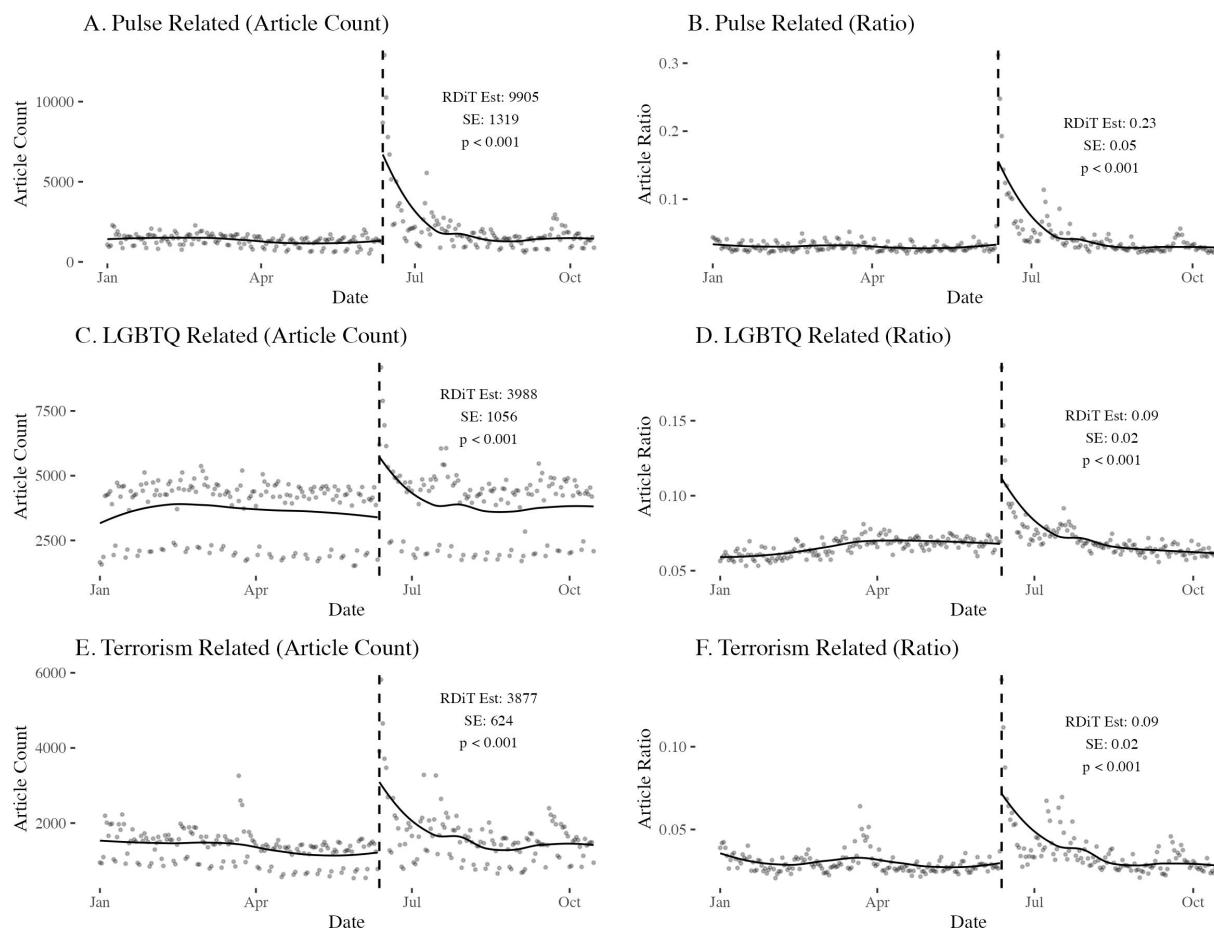 A. Pulse Related (Article Count)
Article Count
10000
5000
0
RDiT Est: 9905
SE: 1319
p < 0.001
Jan
Apr
Jul
Oct
Date
B. Pulse Related (Ratio)
Article Ratio
0.3
0.2
0.1
RDiT Est: 0.23
SE: 0.05
p < 0.001
Jan
Apr
Jul
Oct
Date
C. LGBTQ Related (Article Count)
Article Count
7500
5000
2500
RDiT Est: 3988
SE: 1056
p < 0.001
Jan
Apr
Jul
Oct
Date
D. LGBTQ Related (Ratio)
Article Ratio
0.15
0.10
0.05
RDiT Est: 0.09
SE: 0.02
p < 0.001
Jan
Apr
Jul
Oct
Date
E. Terrorism Related (Article Count)
Article Count
6000
4000
2000
RDiT Est: 3877
SE: 624
p < 0.001
Jan
Apr
Jul
Oct
Date
F. Terrorism Related (Ratio)
Article Ratio
0.10
0.05
RDiT Est: 0.09
SE: 0.02
p < 0.001
Jan
Apr
Jul
Oct
Date